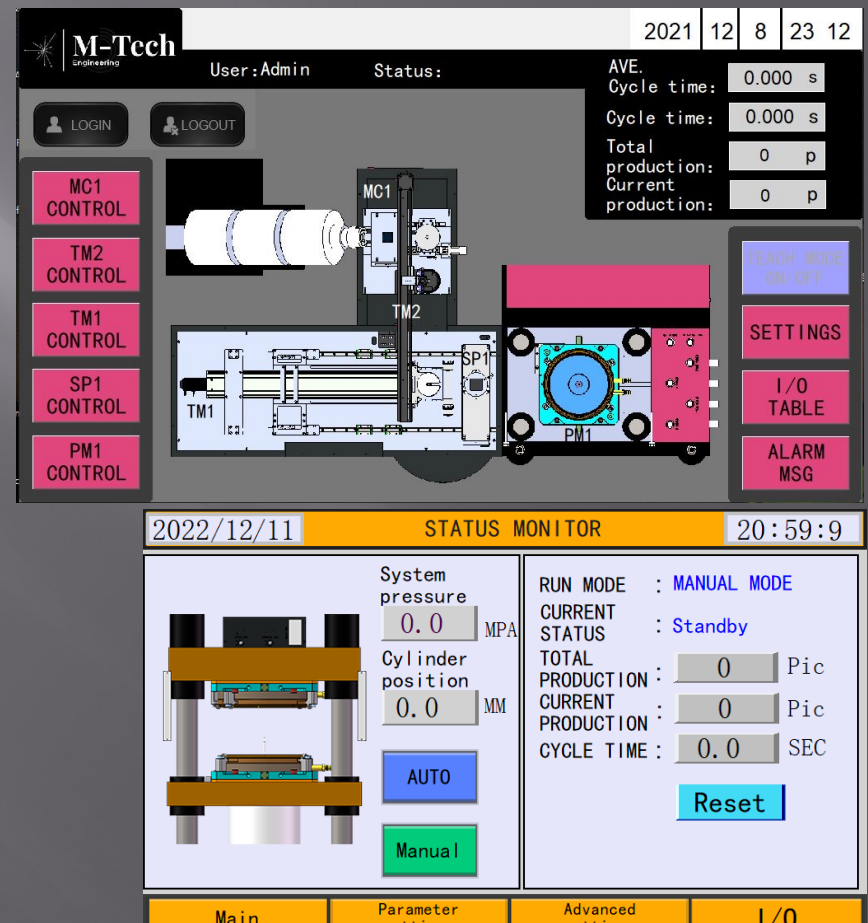 M-Tech
Engineering
2021 12 8 23 12
User:Admin
Status:
AVE.
Cycle time: 0.000 s
Cycle time: 0.000 s
Total
production: 0 p
Current
production: 0 p
LOGIN
LOGOUT
MC1
CONTROL
TM2
CONTROL
TM1
CONTROL
SP1
CONTROL
PM1
CONTROL
MC1
TM2
SP1
TM1
PM1
TEACH MODE
ON/OFF
SETTINGS
I/O
TABLE
ALARM
MSG
2022/12/11
STATUS MONITOR
20:59:9
System
pressure
0.0 MPA
Cylinder
position
0.0 MM
AUTO
Manual
RUN MODE : MANUAL MODE
CURRENT
STATUS : Standby
TOTAL
PRODUCTION : 0 Pic
CURRENT
PRODUCTION : 0 Pic
CYCLE TIME : 0.0 SEC
Reset
Main
Parameter
Advanced
I/O